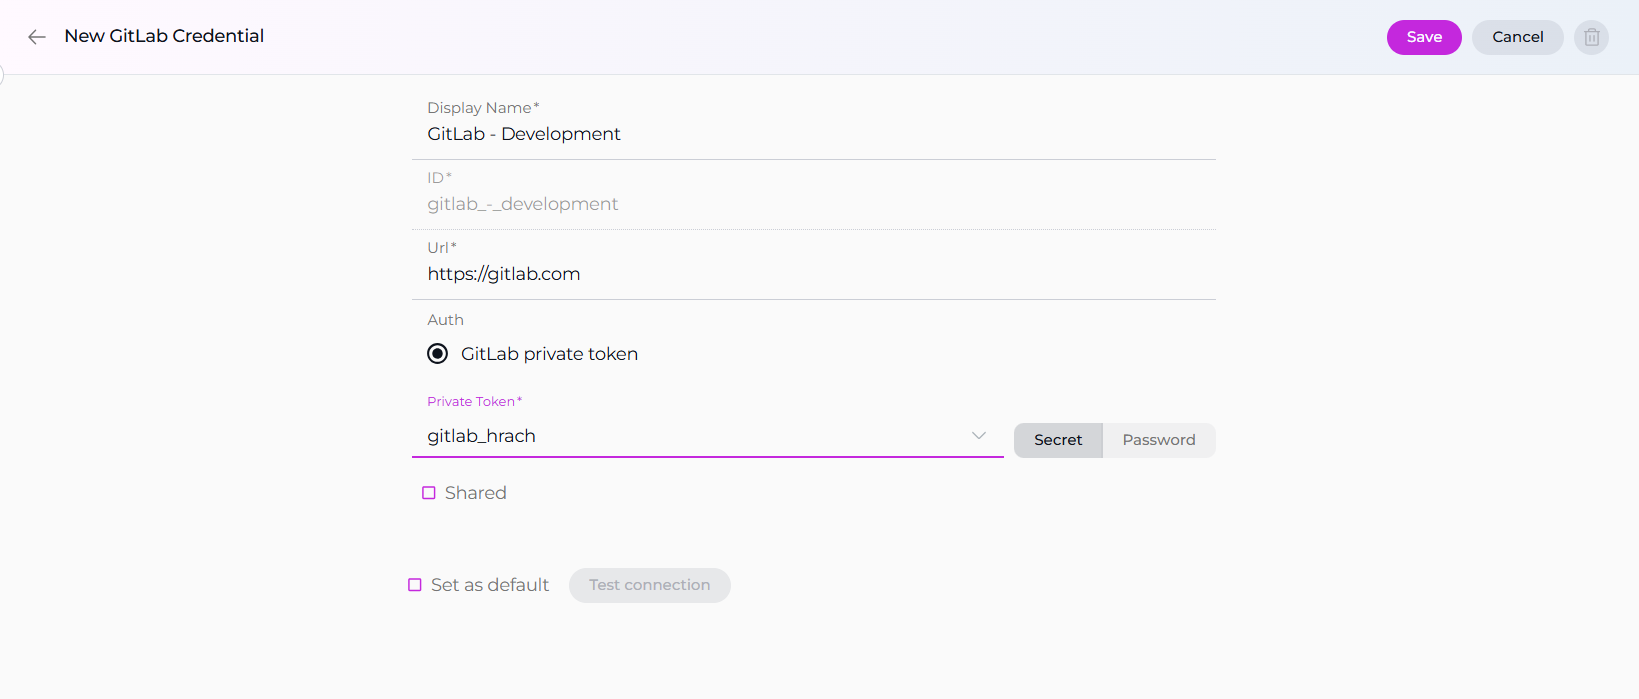 New GitLab Credential
Save
Cancel
Display Name*
GitLab - Development
ID*
gitlab_-_development
Url*
https://gitlab.com
Auth
GitLab private token
Private Token*
gitlab_hrach
Secret
Password
Shared
Set as default
Test connection